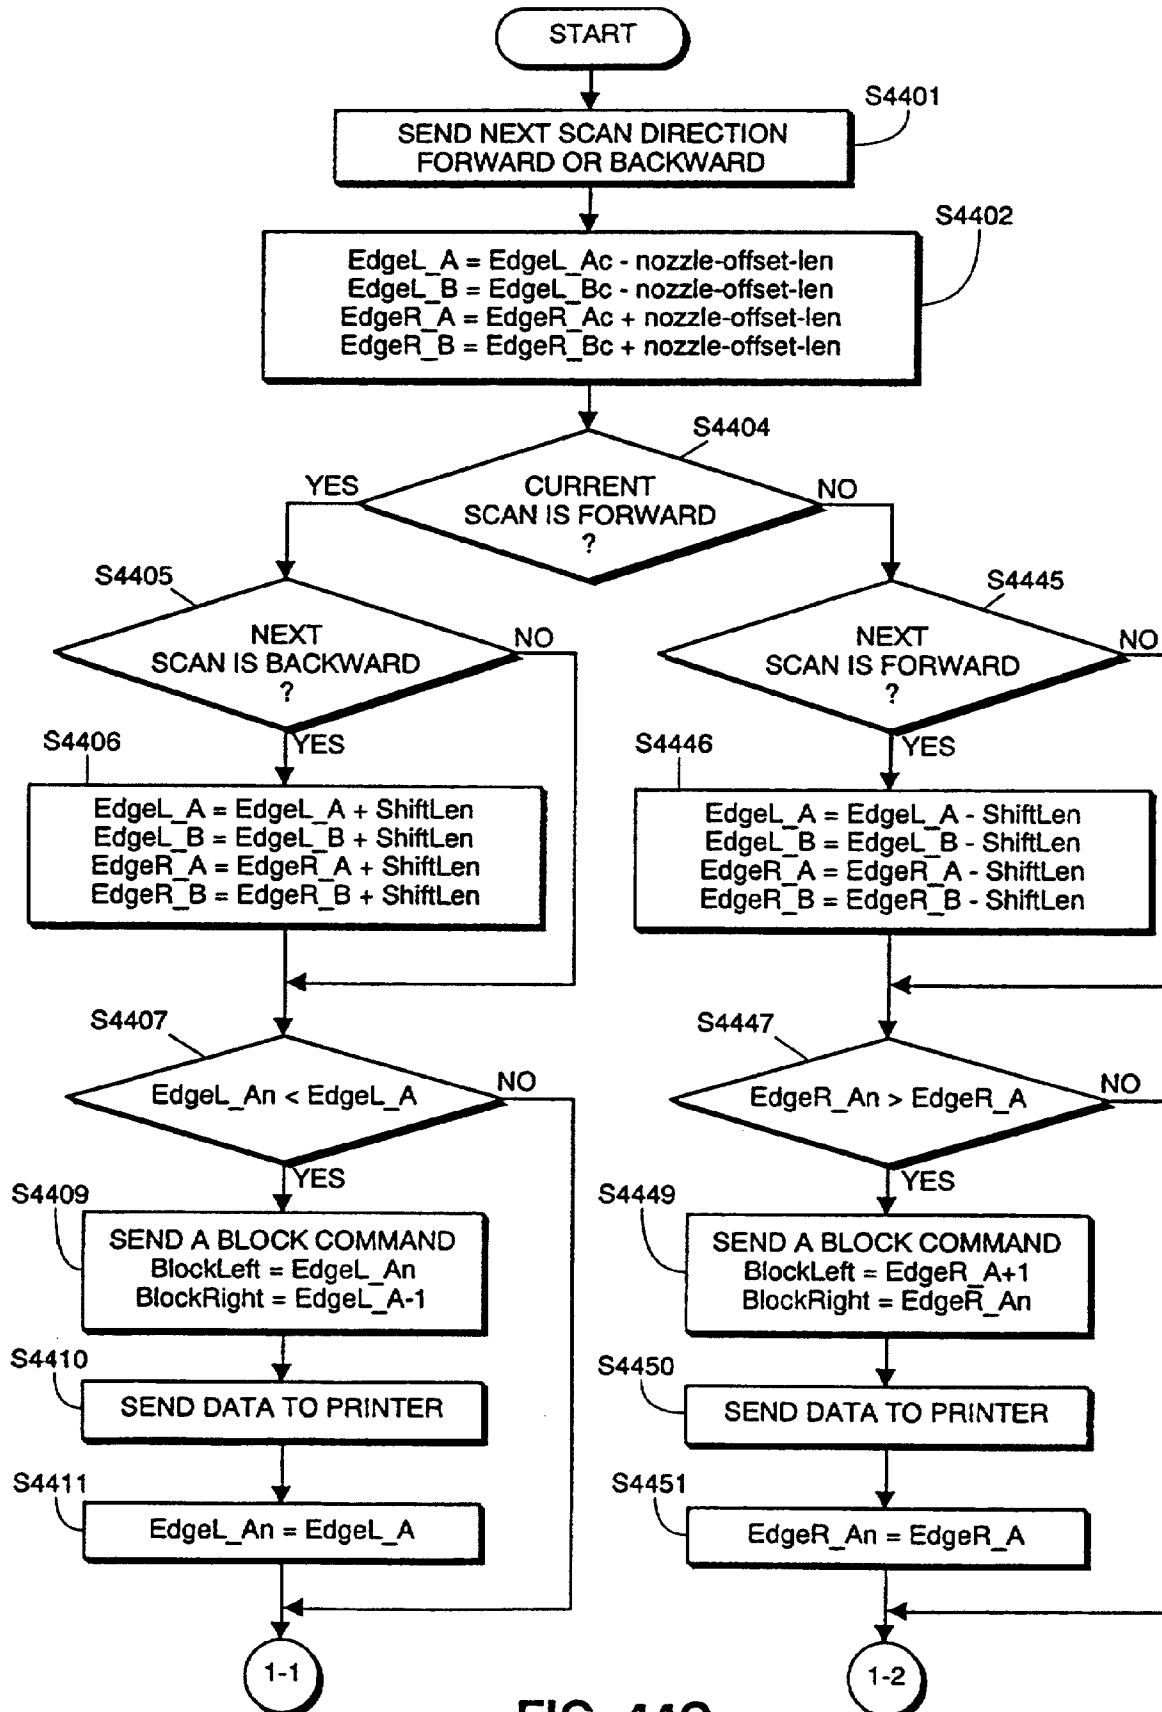 START
S4401
SEND NEXT SCAN DIRECTION
FORWARD OR BACKWARD
S4402
EdgeL_A = EdgeL_Ac - nozzle-offset-len
EdgeL_B = EdgeL_Bc - nozzle-offset-len
EdgeR_A = EdgeR_Ac + nozzle-offset-len
EdgeR_B = EdgeR_Bc + nozzle-offset-len
S4404
YES
CURRENT
SCAN IS FORWARD
?
NO
S4405
NEXT
SCAN IS BACKWARD
?
NO
YES
S4445
NEXT
SCAN IS FORWARD
?
NO
YES
S4406
EdgeL_A = EdgeL_A + ShiftLen
EdgeL_B = EdgeL_B + ShiftLen
EdgeR_A = EdgeR_A + ShiftLen
EdgeR_B = EdgeR_B + ShiftLen
S4446
EdgeL_A = EdgeL_A - ShiftLen
EdgeL_B = EdgeL_B - ShiftLen
EdgeR_A = EdgeR_A - ShiftLen
EdgeR_B = EdgeR_B - ShiftLen
S4407
EdgeL_An < EdgeL_A
NO
YES
S4447
EdgeR_An > EdgeR_A
NO
YES
S4409
SEND A BLOCK COMMAND
BlockLeft = EdgeL_An
BlockRight = EdgeL_A-1
S4449
SEND A BLOCK COMMAND
BlockLeft = EdgeR_A+1
BlockRight = EdgeR_An
S4410
SEND DATA TO PRINTER
S4450
SEND DATA TO PRINTER
S4411
EdgeL_An = EdgeL_A
S4451
EdgeR_An = EdgeR_A
1-1
1-2